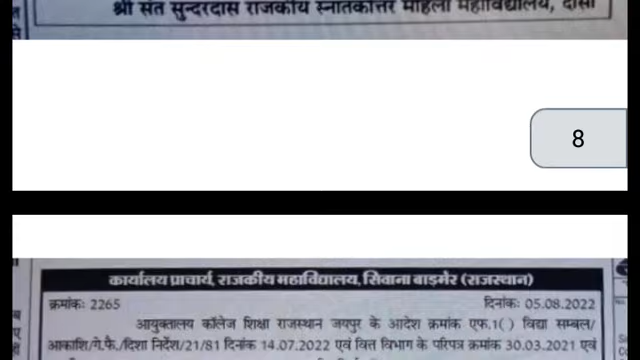 श्री संत सुन्दरदास राजकीय स्नातकोत्तर महिला महाविद्यालय, दौसा
8
कार्यालय प्राचार्य, राजकीय महाविद्यालय, सिवाना बाड़मेर (राजस्थान)
क्रमांकः 2265 दिनांकः 05.08.2022
आयुक्तालय कॉलेज शिक्षा राजस्थान जयपुर के आदेश क्रमांक एफ.1( ) विद्या सम्बल/
आकाशि/गे.फै./दिशा निर्देश/21/81 दिनांक 14.07.2022 एवं वित्त विभाग के परिपत्र क्रमांक 30.03.2021 एवं